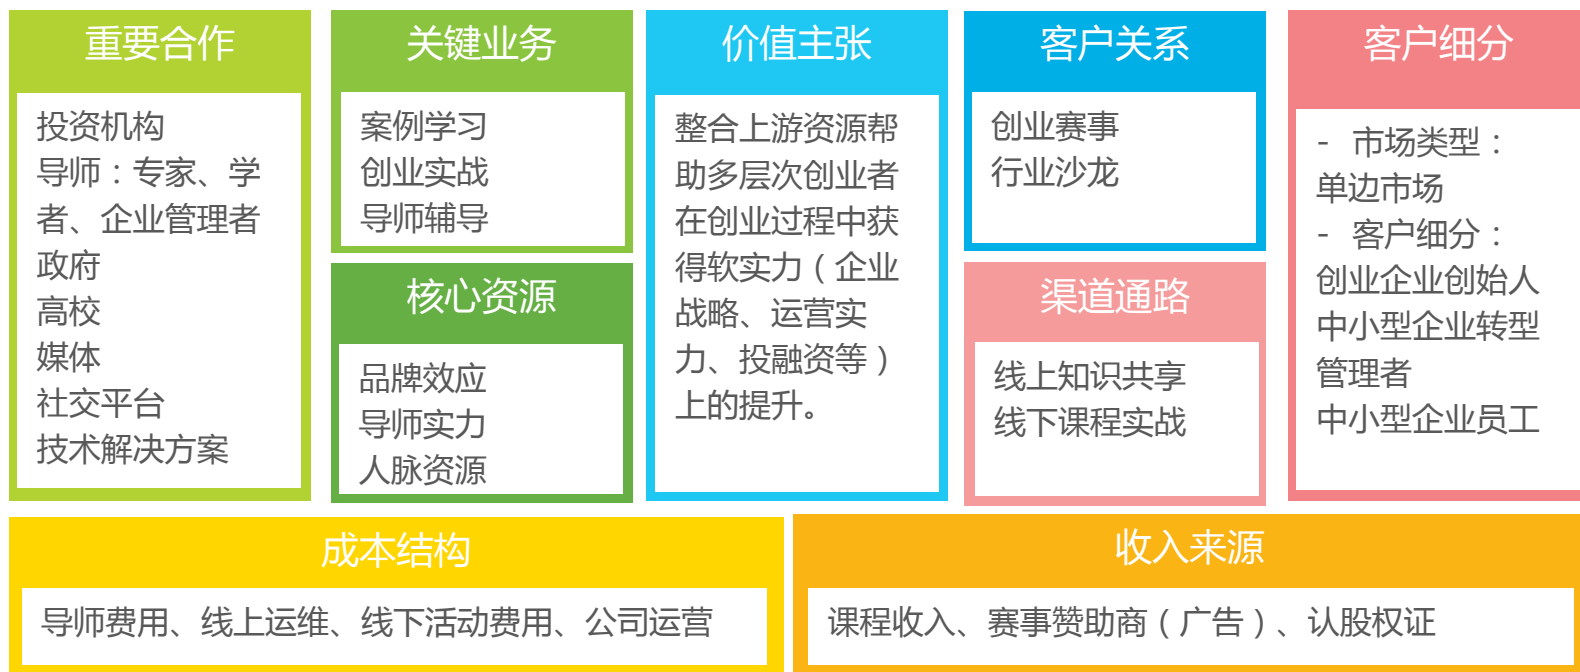 重要合作
投资机构
导师：专家、学
者、企业管理者
政府
高校
媒体
社交平台
技术解决方案
关键业务
案例学习
创业实战
导师辅导
核心资源
品牌效应
导师实力
人脉资源
价值主张
整合上游资源帮
助多层次创业者
在创业过程中获
得软实力（企业
战略、运营实
力、投融资等）
上的提升。
客户关系
创业赛事
行业沙龙
渠道通路
线上知识共享
线下课程实战
客户细分
- 市场类型：
单边市场
- 客户细分：
创业企业创始人
中小型企业转型
管理者
中小型企业员工
成本结构
导师费用、线上运维、线下活动费用、公司运营
收入来源
课程收入、赛事赞助商（广告）、认股权证